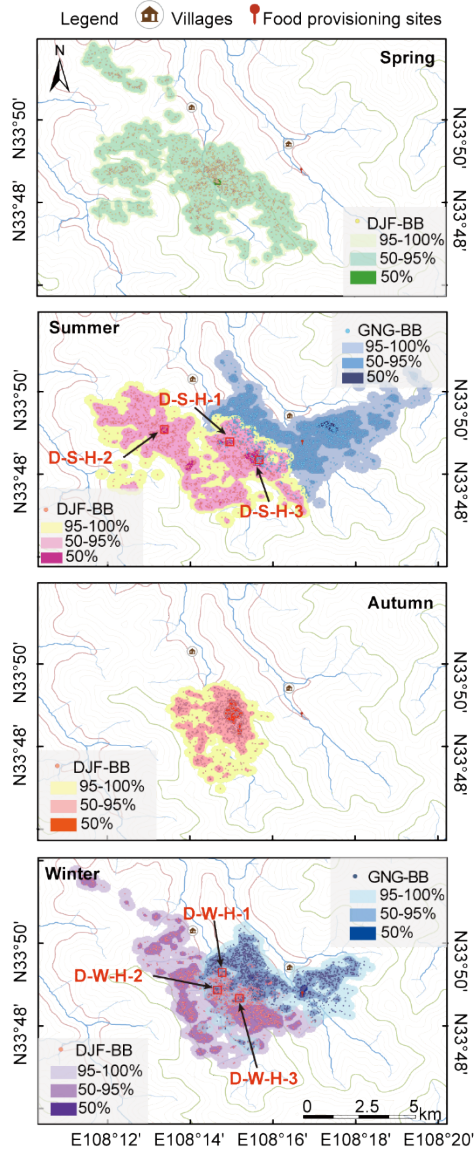 Legend Villages Food provisioning sites
N
Spring
N33°50'
N33°48'
N33°50'
N33°48'
DJF-BB
95-100%
50-95%
50%
Summer
GNG-BB
95-100%
50-95%
50%
D-S-H-1
D-S-H-2
D-S-H-3
N33°50'
N33°48'
N33°50'
N33°48'
DJF-BB
95-100%
50-95%
50%
Autumn
N33°50'
N33°48'
N33°50'
N33°48'
DJF-BB
95-100%
50-95%
50%
Winter
GNG-BB
95-100%
50-95%
50%
D-W-H-1
D-W-H-2
D-W-H-3
N33°50'
N33°48'
N33°50'
N33°48'
DJF-BB
95-100%
50-95%
50%
0 2.5 5
km
E108°12' E108°14' E108°16' E108°18' E108°20'